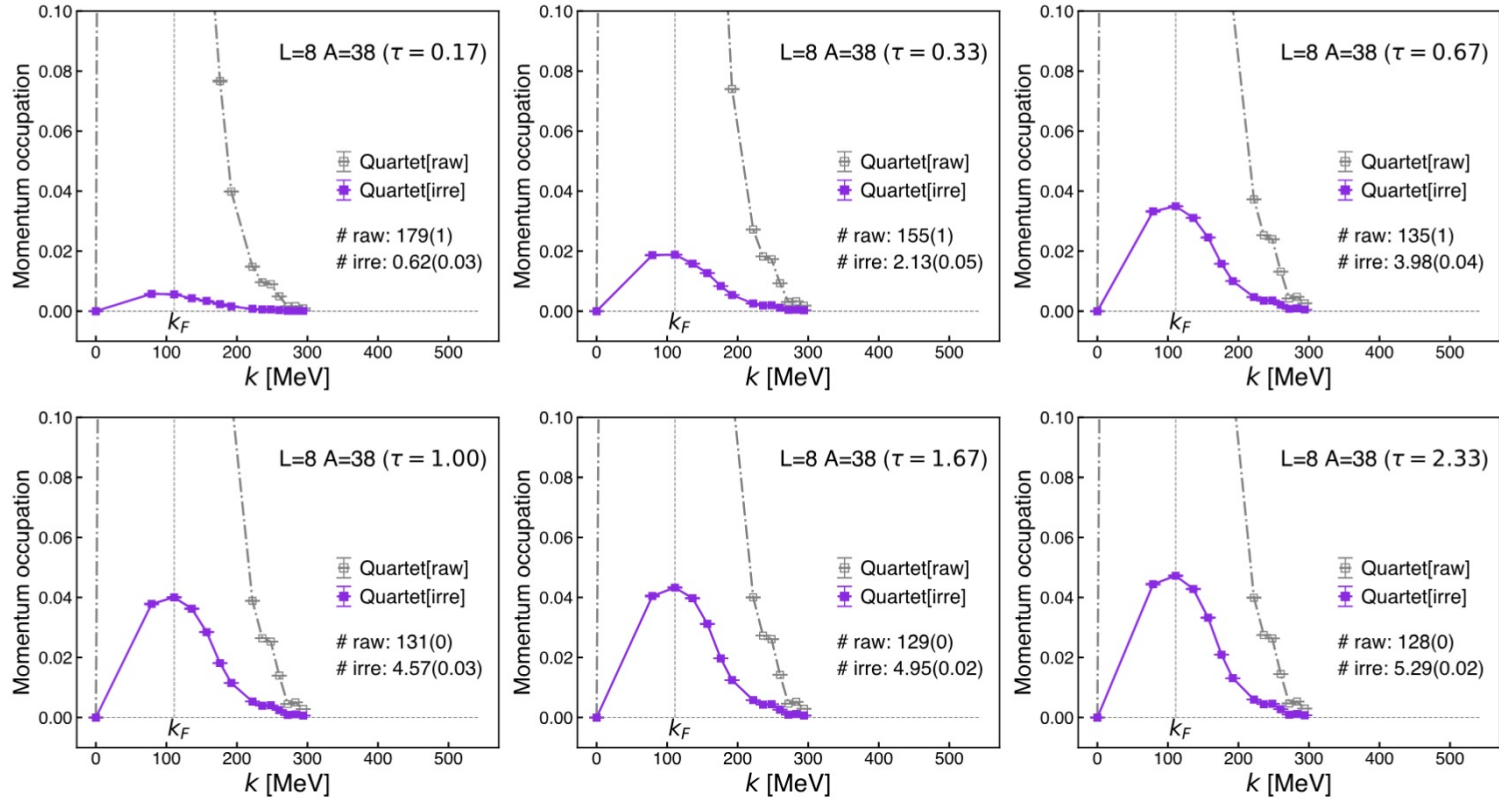 L=8 A=38 (τ = 0.17)
Momentum occupation
0.10
0.08
0.06
0.04
0.02
0.00
Quartet[raw]
Quartet[irre]
# raw: 179(1)
# irre: 0.62(0.03)
k_F
0 100 200 300 400 500
k [MeV]
L=8 A=38 (τ = 0.33)
Momentum occupation
0.10
0.08
0.06
0.04
0.02
0.00
Quartet[raw]
Quartet[irre]
# raw: 155(1)
# irre: 2.13(0.05)
k_F
0 100 200 300 400 500
k [MeV]
L=8 A=38 (τ = 0.67)
Momentum occupation
0.10
0.08
0.06
0.04
0.02
0.00
Quartet[raw]
Quartet[irre]
# raw: 135(1)
# irre: 3.98(0.04)
k_F
0 100 200 300 400 500
k [MeV]
L=8 A=38 (τ = 1.00)
Momentum occupation
0.10
0.08
0.06
0.04
0.02
0.00
Quartet[raw]
Quartet[irre]
# raw: 131(0)
# irre: 4.57(0.03)
k_F
0 100 200 300 400 500
k [MeV]
L=8 A=38 (τ = 1.67)
Momentum occupation
0.10
0.08
0.06
0.04
0.02
0.00
Quartet[raw]
Quartet[irre]
# raw: 129(0)
# irre: 4.95(0.02)
k_F
0 100 200 300 400 500
k [MeV]
L=8 A=38 (τ = 2.33)
Momentum occupation
0.10
0.08
0.06
0.04
0.02
0.00
Quartet[raw]
Quartet[irre]
# raw: 128(0)
# irre: 5.29(0.02)
k_F
0 100 200 300 400 500
k [MeV]